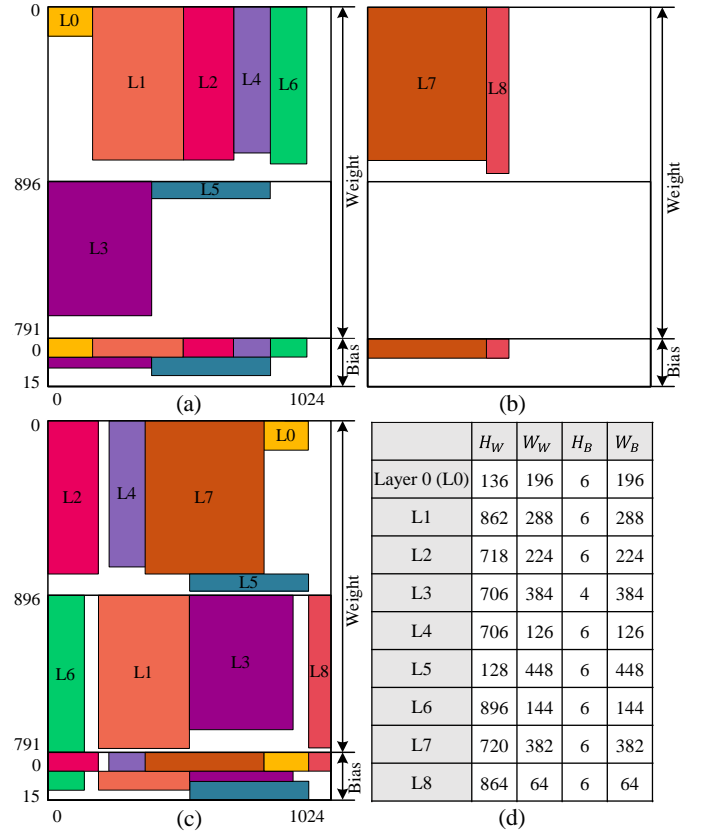 0
L0
L1
L2
L4
L6
896
L3
L5
Weight
791
0
15
Bias
0
1024
(a)
L7
L8
Weight
Bias
(b)
0
L2
L4
L7
L0
L5
896
L6
L1
L3
L8
Weight
791
0
15
Bias
0
1024
(c)
H_W W_W H_B W_B
Layer 0 (L0) 136 196 6 196
L1 862 288 6 288
L2 718 224 6 224
L3 706 384 4 384
L4 706 126 6 126
L5 128 448 6 448
L6 896 144 6 144
L7 720 382 6 382
L8 864 64 6 64
(d)